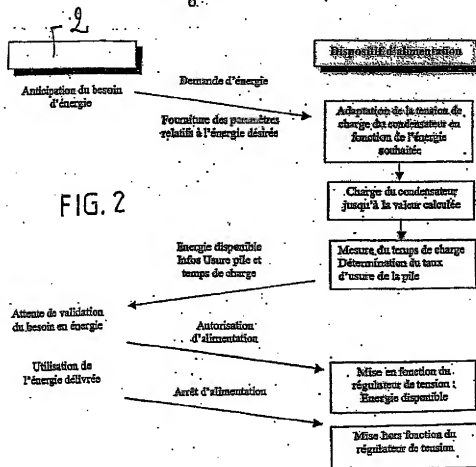 6.
2
Dispositif d'alimentation
Anticipation du besoin
d'énergie
Demande d'énergie
Fourniture des paramètres
relatifs à l'énergie désirée
Adaptation de la tension de
charge du condensateur en
fonction de l'énergie
souhaitée
FIG. 2
Charge du condensateur
jusqu'à la valeur calculée
Energie disponible
Infos Usure pile et
temps de charge
Mesure du temps de charge
Détermination du taux
d'usure de la pile
Attente de validation
du besoin en énergie
Autorisation
d'alimentation
Utilisation de
l'énergie délivrée
Arrêt d'alimentation
Mise en fonction du
régulateur de tension :
Energie disponible
Mise hors fonction du
régulateur de tension